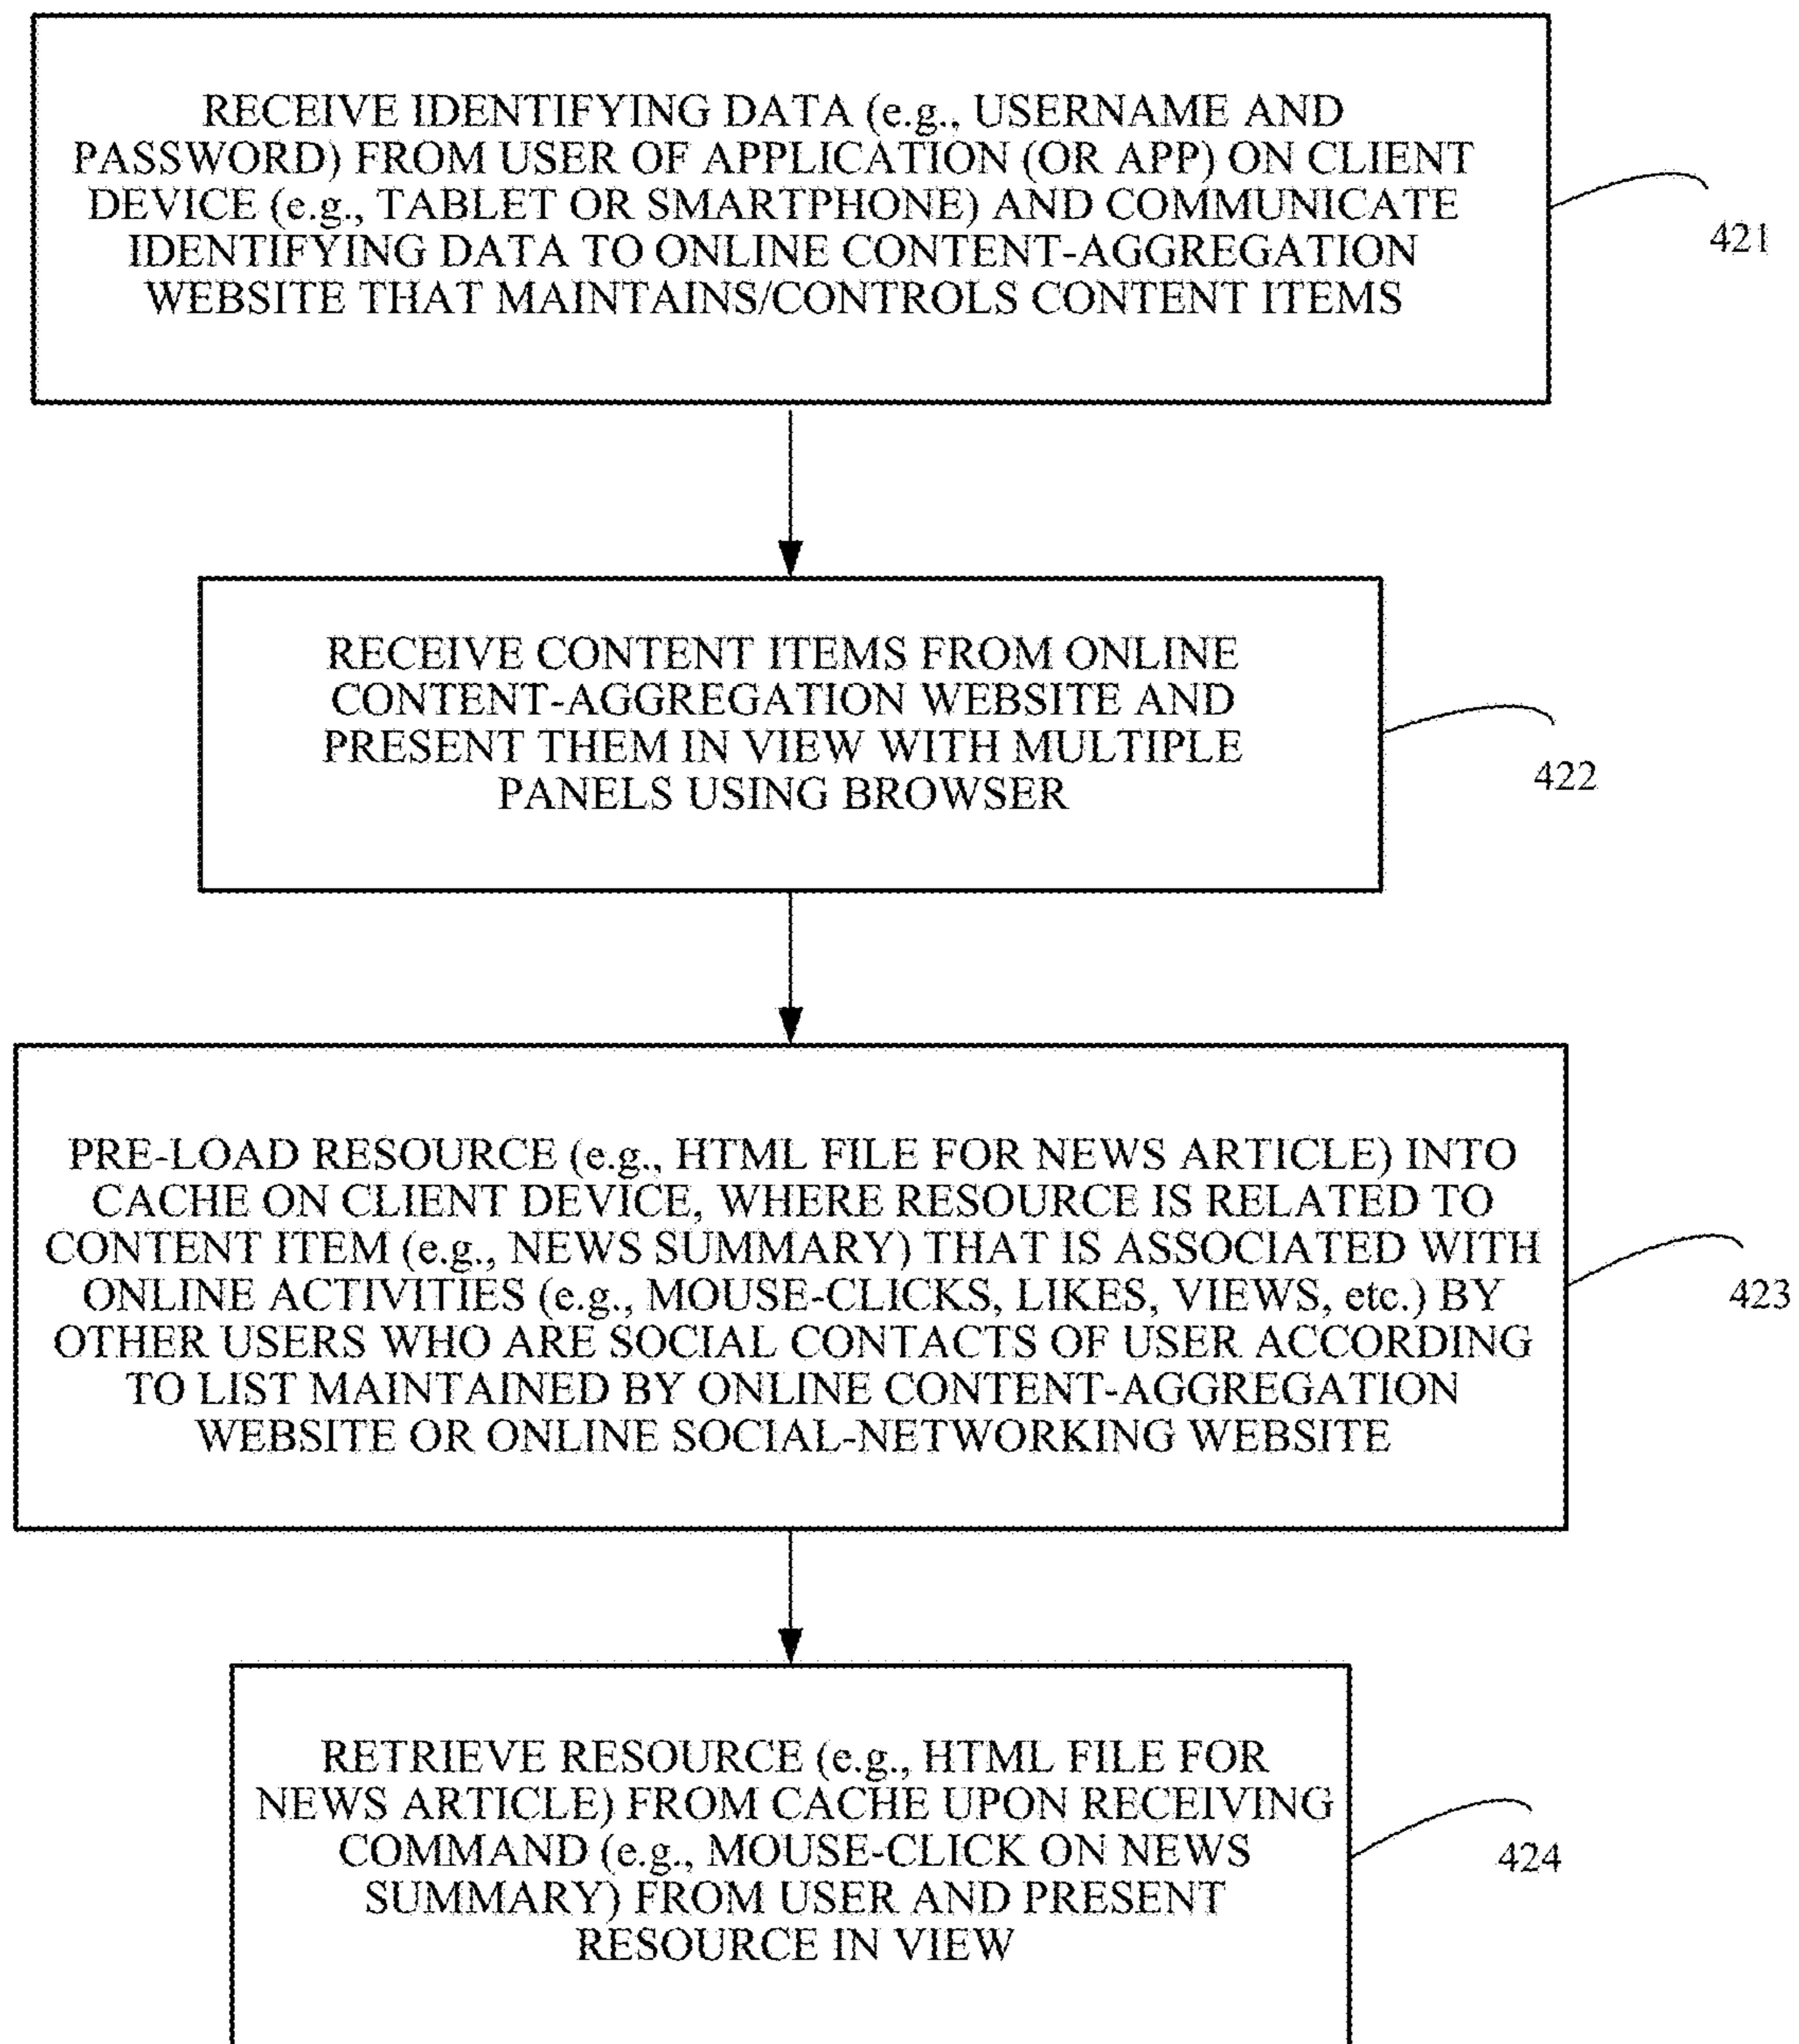 RECEIVE IDENTIFYING DATA (e.g., USERNAME AND
PASSWORD) FROM USER OF APPLICATION (OR APP) ON CLIENT
DEVICE (e.g., TABLET OR SMARTPHONE) AND COMMUNICATE
IDENTIFYING DATA TO ONLINE CONTENT-AGGREGATION
WEBSITE THAT MAINTAINS/CONTROLS CONTENT ITEMS
421
RECEIVE CONTENT ITEMS FROM ONLINE
CONTENT-AGGREGATION WEBSITE AND
PRESENT THEM IN VIEW WITH MULTIPLE
PANELS USING BROWSER
422
PRE-LOAD RESOURCE (e.g., HTML FILE FOR NEWS ARTICLE) INTO
CACHE ON CLIENT DEVICE, WHERE RESOURCE IS RELATED TO
CONTENT ITEM (e.g., NEWS SUMMARY) THAT IS ASSOCIATED WITH
ONLINE ACTIVITIES (e.g., MOUSE-CLICKS, LIKES, VIEWS, etc.) BY
OTHER USERS WHO ARE SOCIAL CONTACTS OF USER ACCORDING
TO LIST MAINTAINED BY ONLINE CONTENT-AGGREGATION
WEBSITE OR ONLINE SOCIAL-NETWORKING WEBSITE
423
RETRIEVE RESOURCE (e.g., HTML FILE FOR
NEWS ARTICLE) FROM CACHE UPON RECEIVING
COMMAND (e.g., MOUSE-CLICK ON NEWS
SUMMARY) FROM USER AND PRESENT
RESOURCE IN VIEW
424